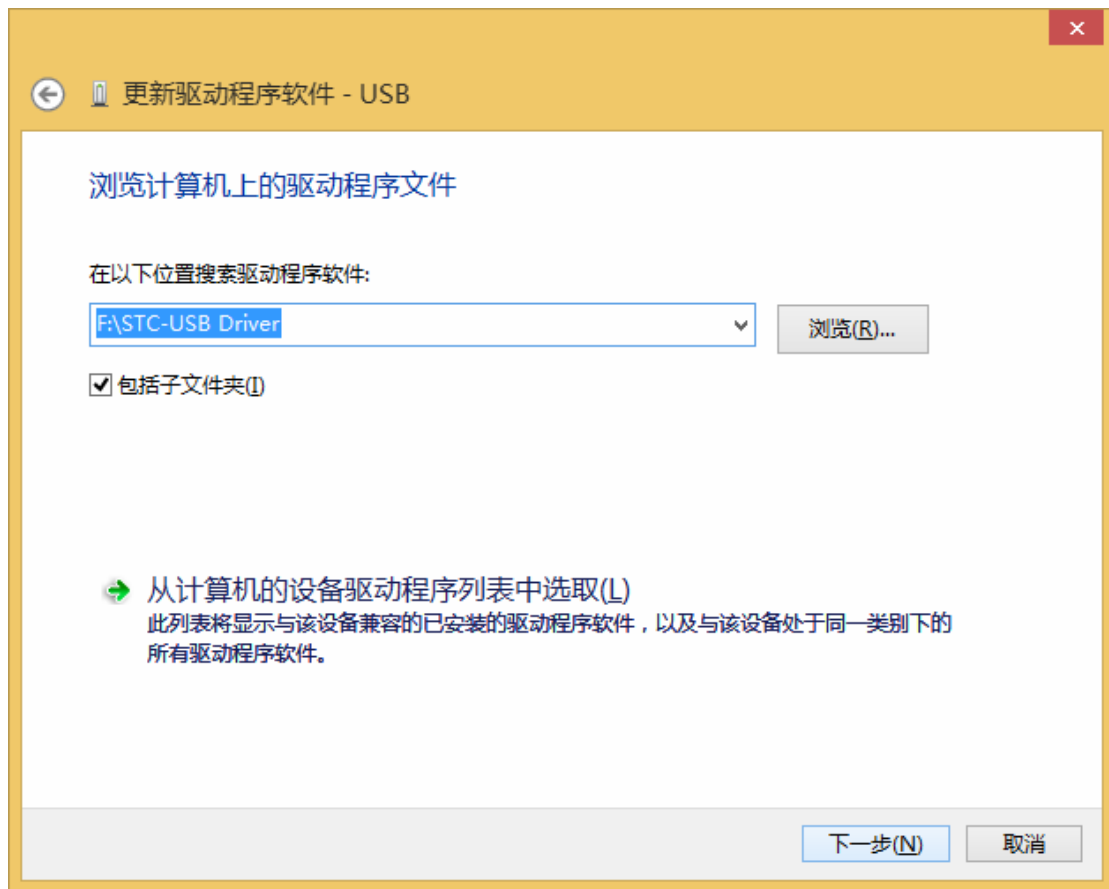 更新驱动程序软件 - USB
浏览计算机上的驱动程序文件
在以下位置搜索驱动程序软件:
F:\STC-USB Driver
浏览(R)...
包括子文件夹(I)
从计算机的设备驱动程序列表中选取(L)
此列表将显示与该设备兼容的已安装的驱动程序软件，以及与该设备处于同一类别下的
所有驱动程序软件。
下一步(N)
取消